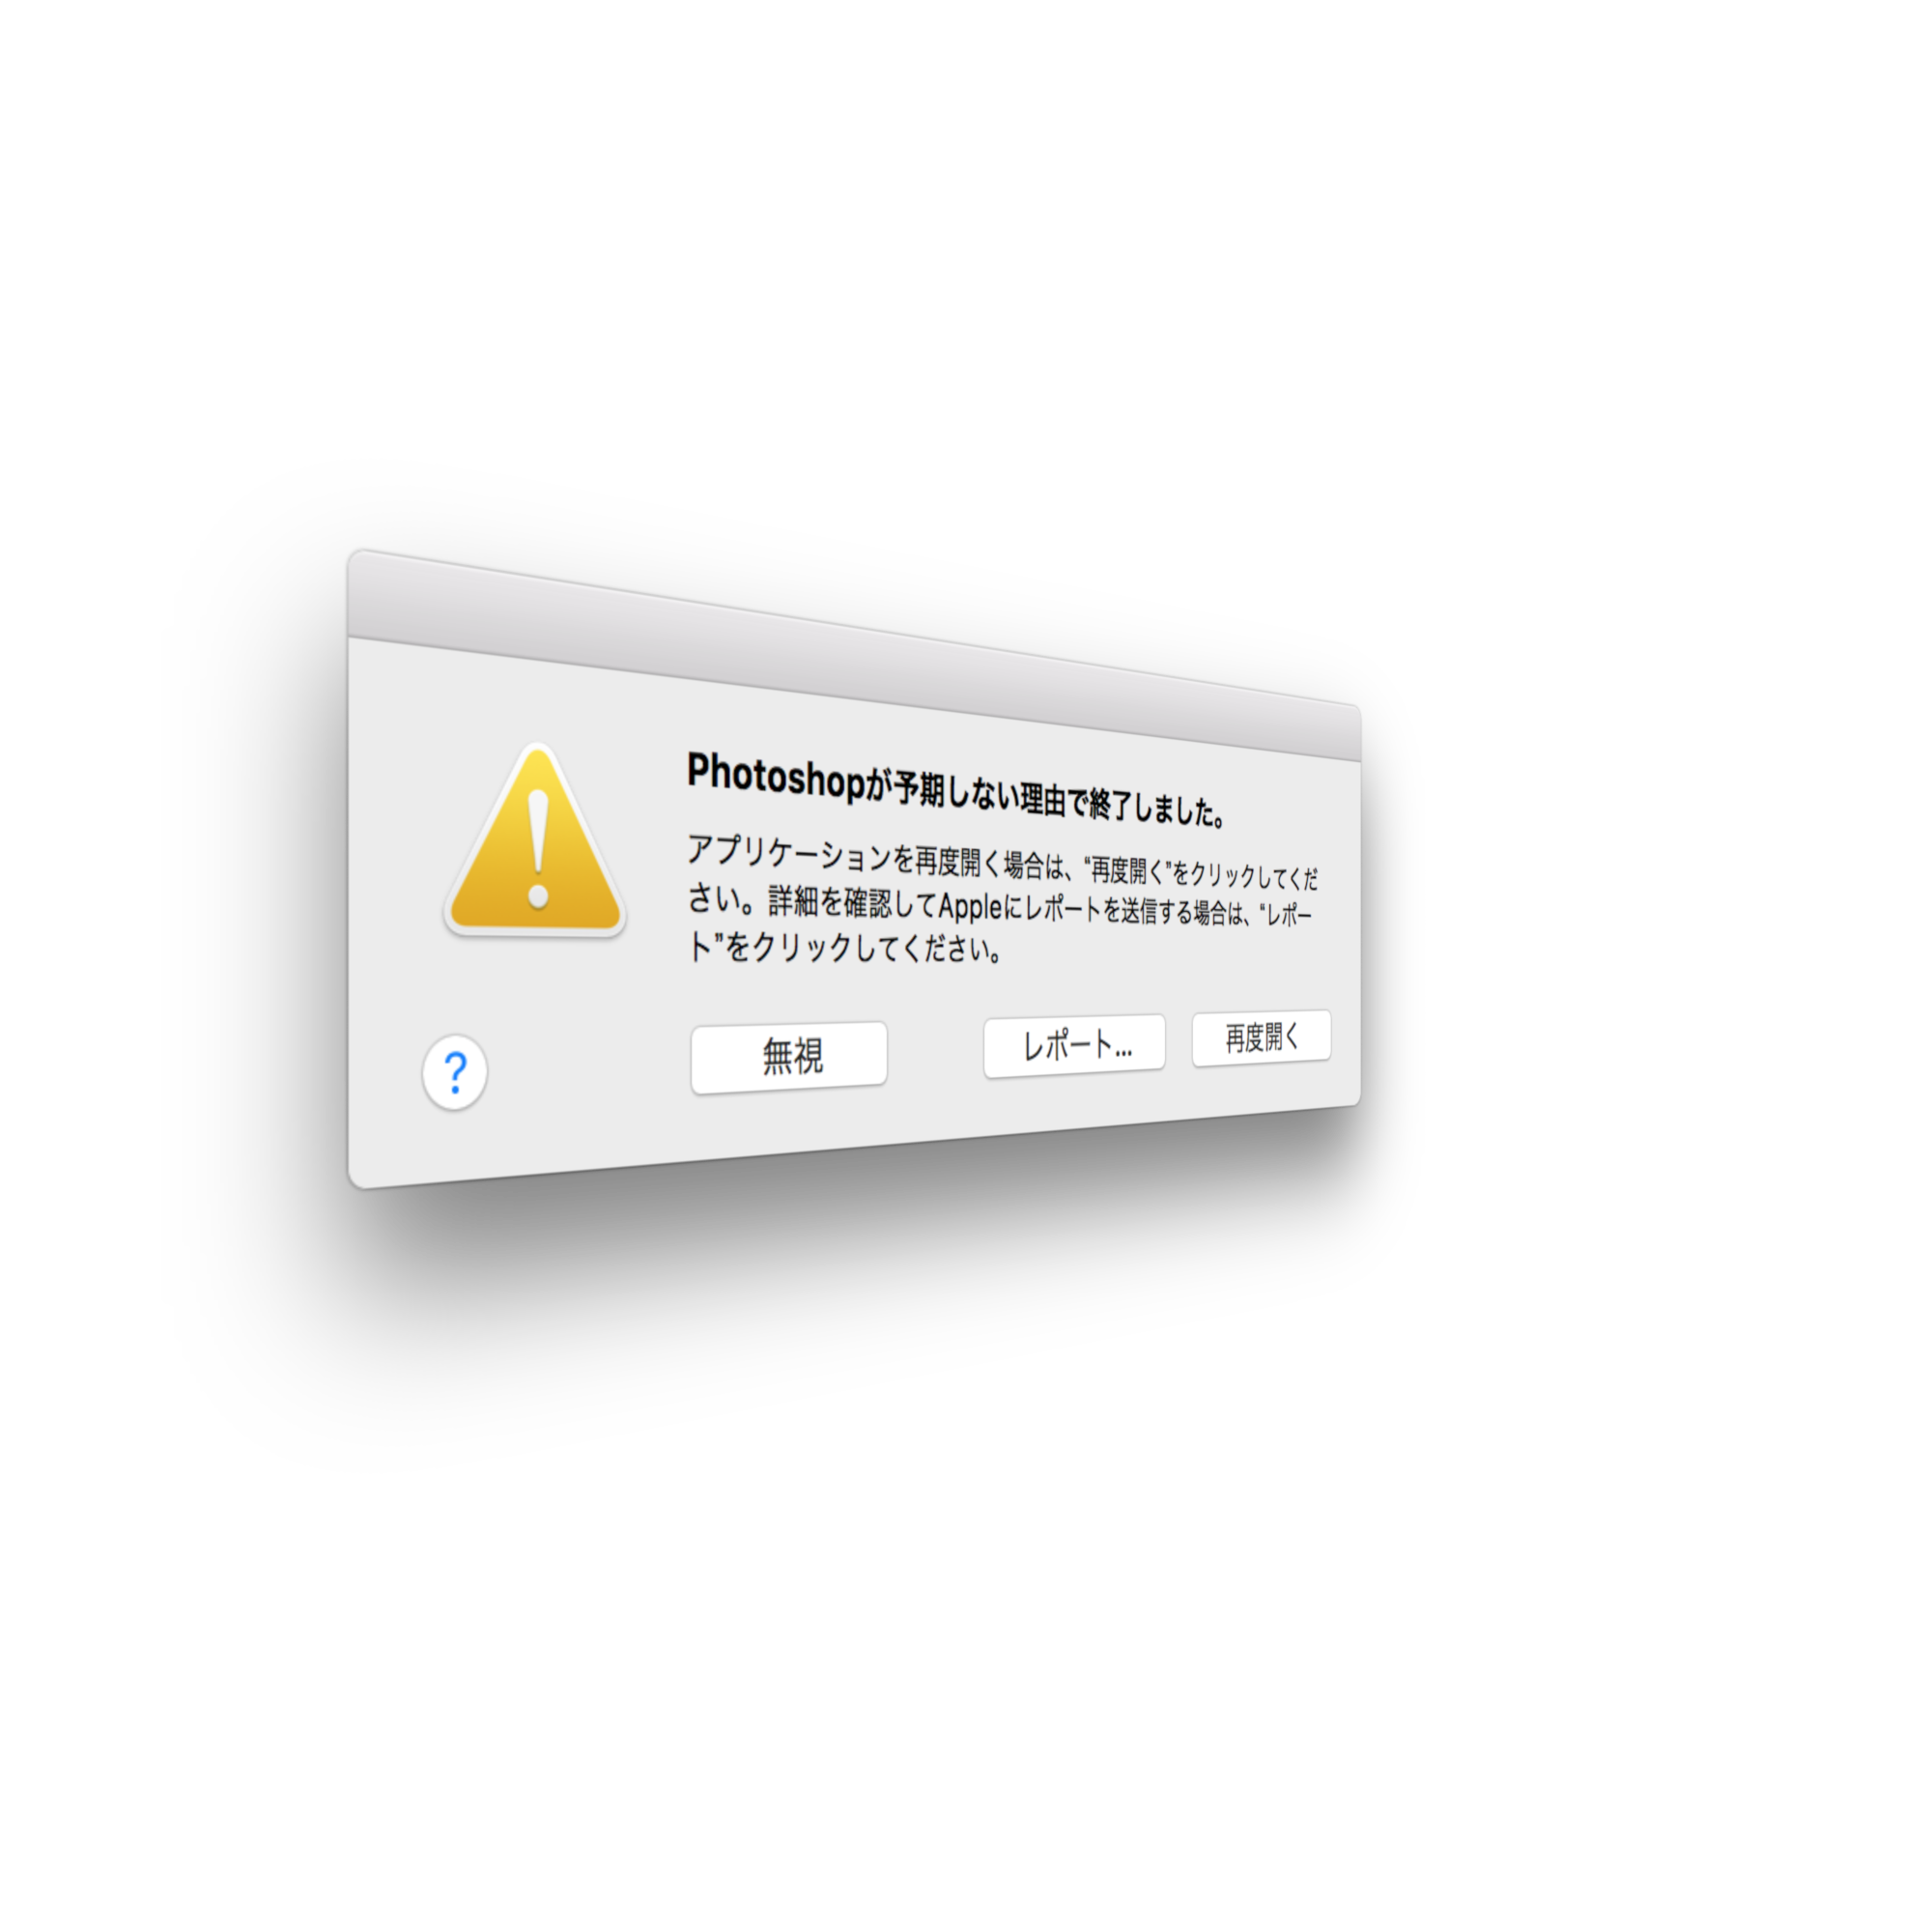 Photoshopが予期しない理由で終了しました。
アプリケーションを再度開く場合は、“再度開く”をクリックしてくだ
さい。詳細を確認してAppleにレポートを送信する場合は、“レポー
ト”をクリックしてください。
?
無視
レポート...
再度開く